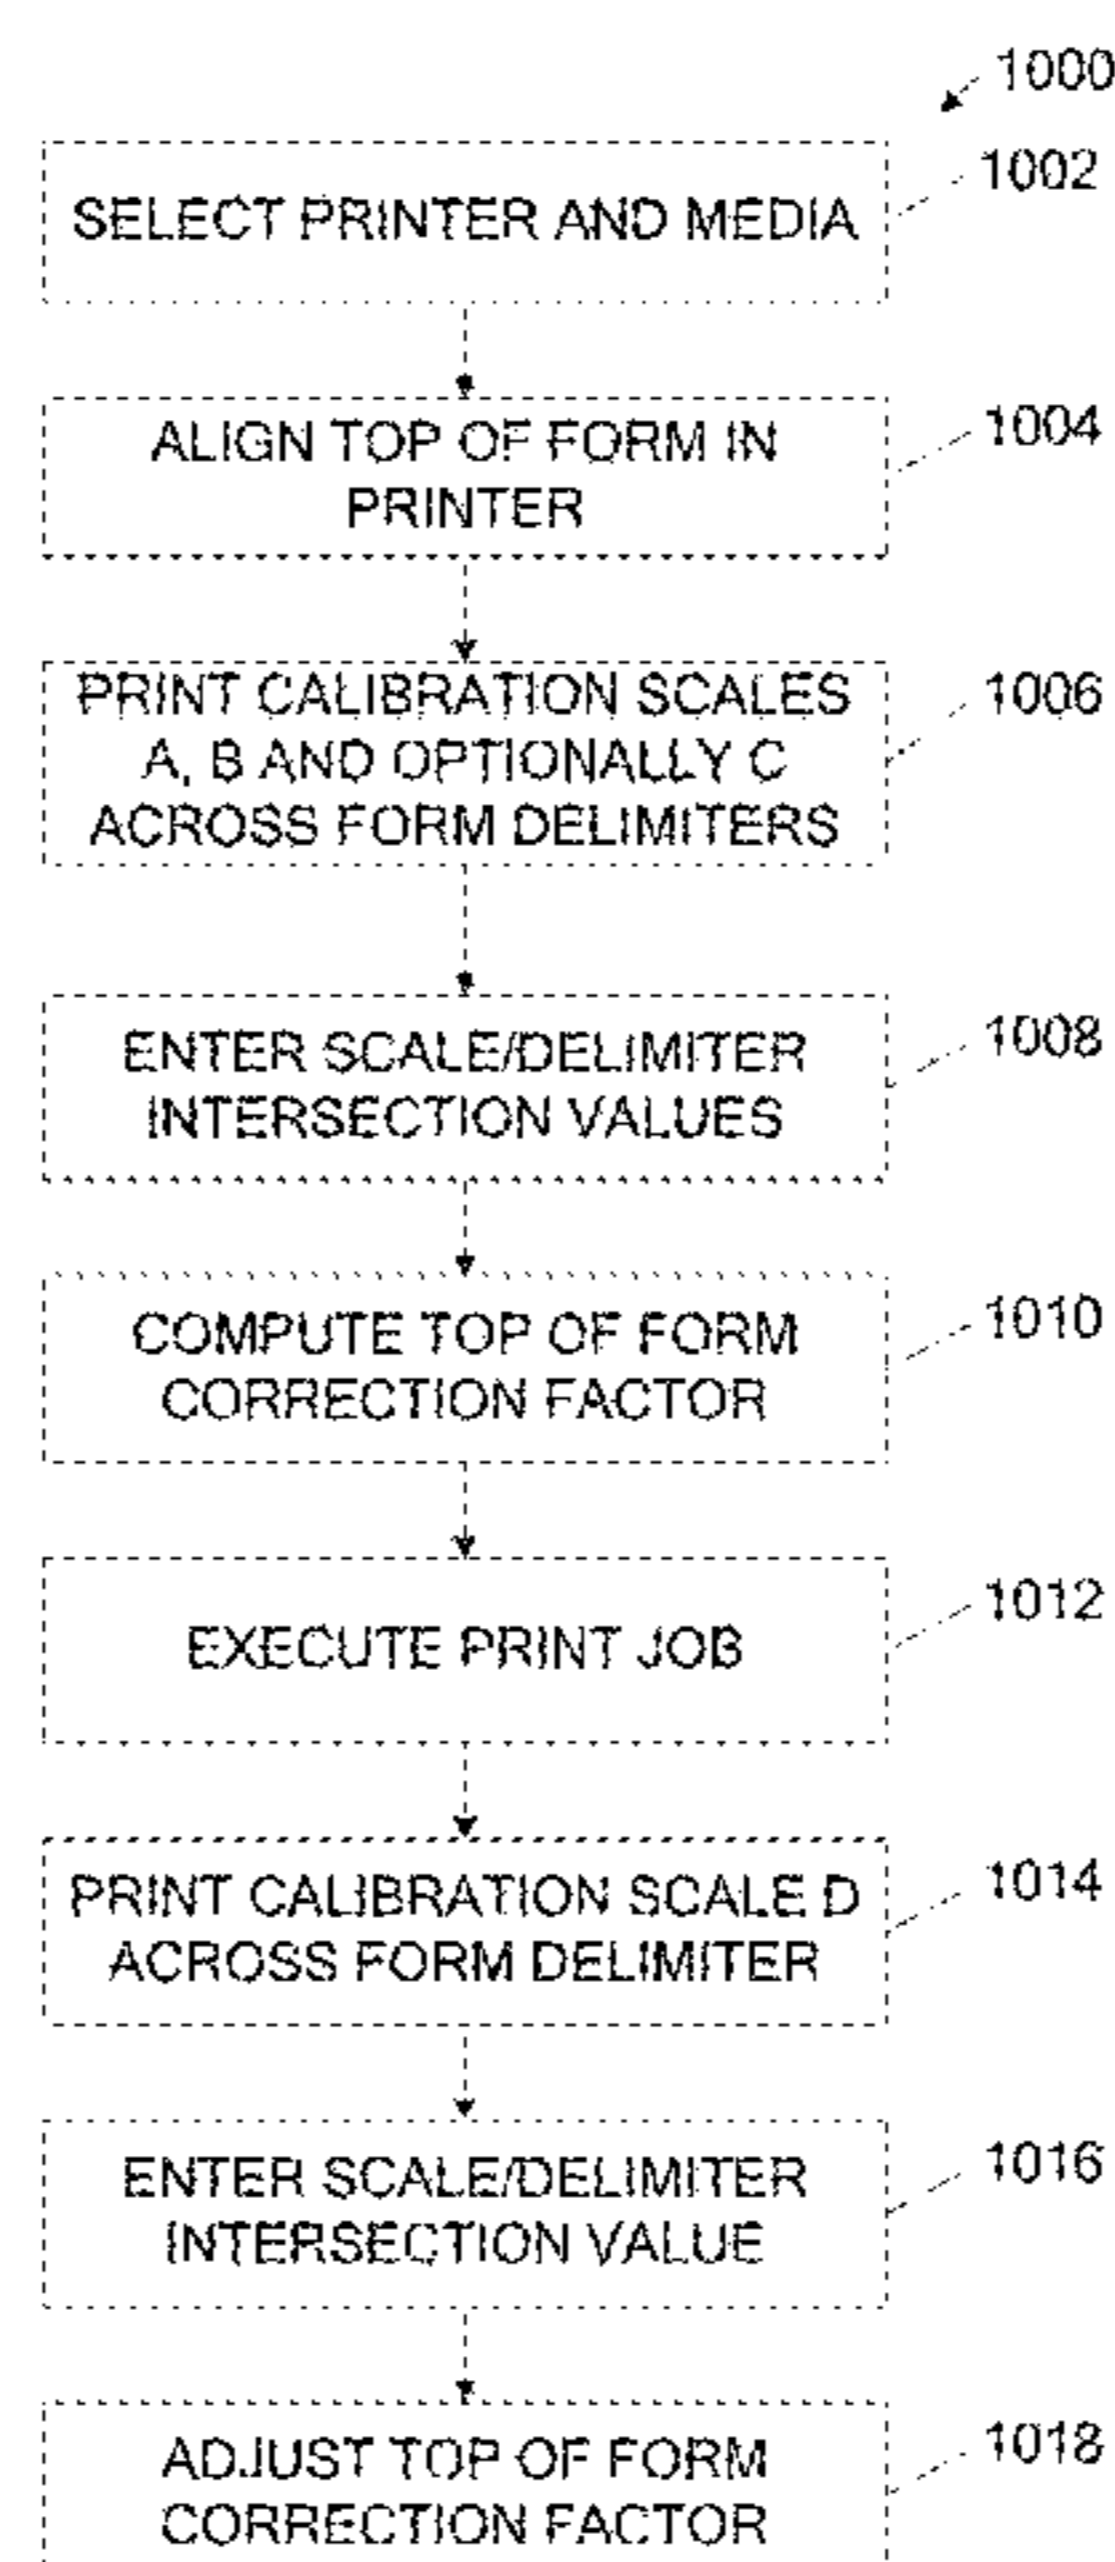 1000
SELECT PRINTER AND MEDIA
1002
ALIGN TOP OF FORM IN
PRINTER
1004
PRINT CALIBRATION SCALES
A, B AND OPTIONALLY C
ACROSS FORM DELIMITERS
1006
ENTER SCALE/DELIMITER
INTERSECTION VALUES
1008
COMPUTE TOP OF FORM
CORRECTION FACTOR
1010
EXECUTE PRINT JOB
1012
PRINT CALIBRATION SCALE D
ACROSS FORM DELIMITER
1014
ENTER SCALE/DELIMITER
INTERSECTION VALUE
1016
ADJUST TOP OF FORM
CORRECTION FACTOR
1018